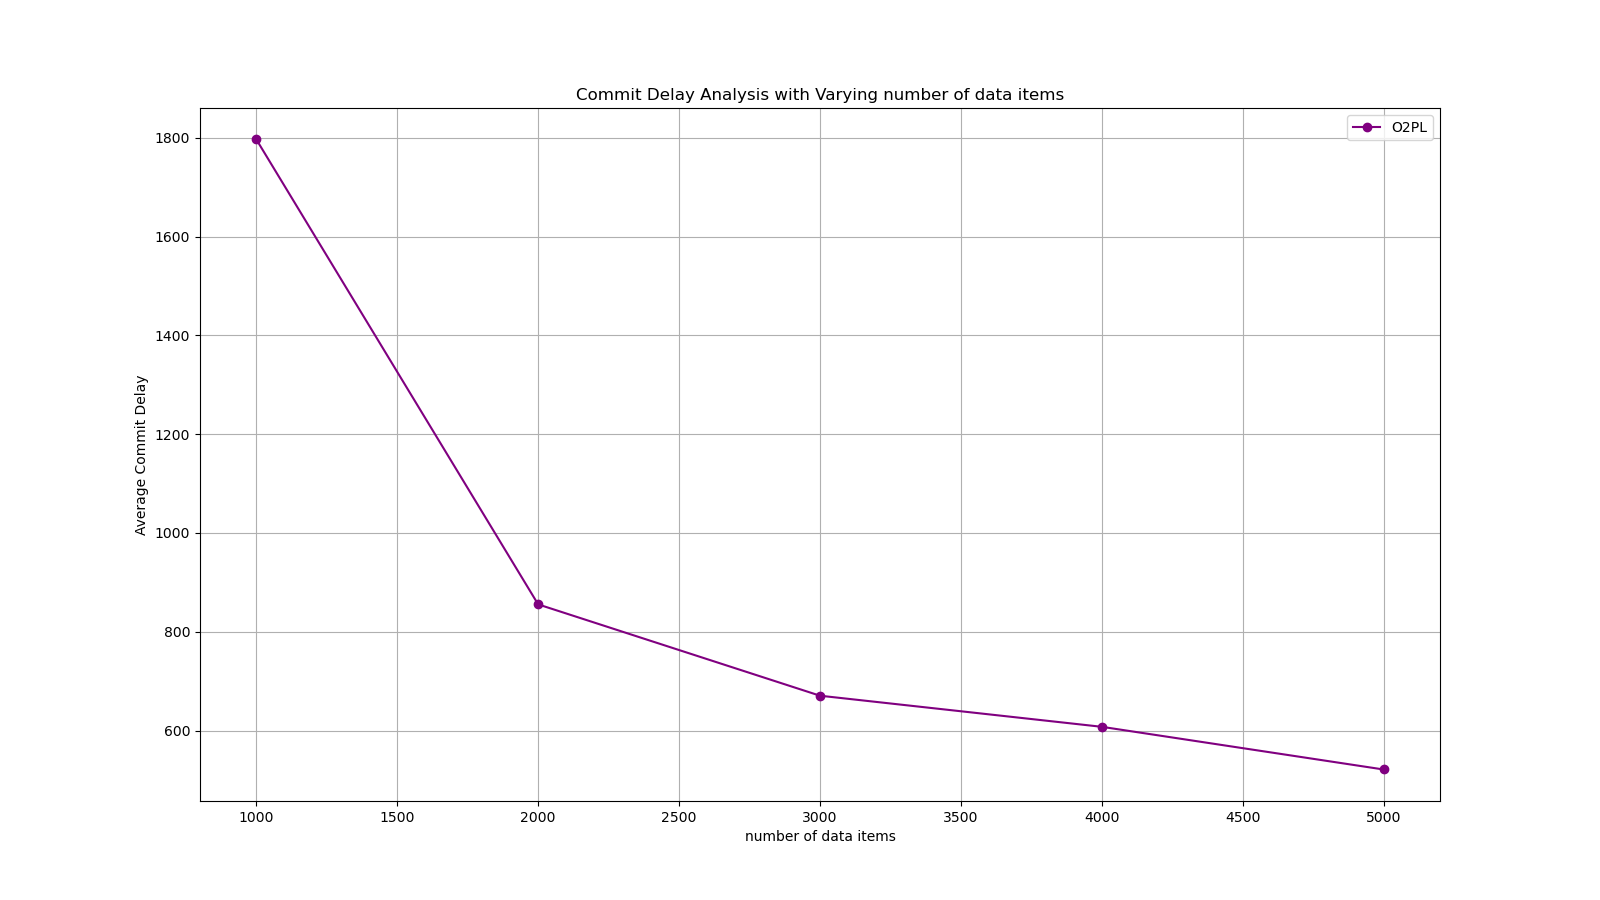 Commit Delay Analysis with Varying number of data items
O2PL
1800
1600
1400
1200
1000
800
600
Average Commit Delay
1000 1500 2000 2500 3000 3500 4000 4500 5000
number of data items